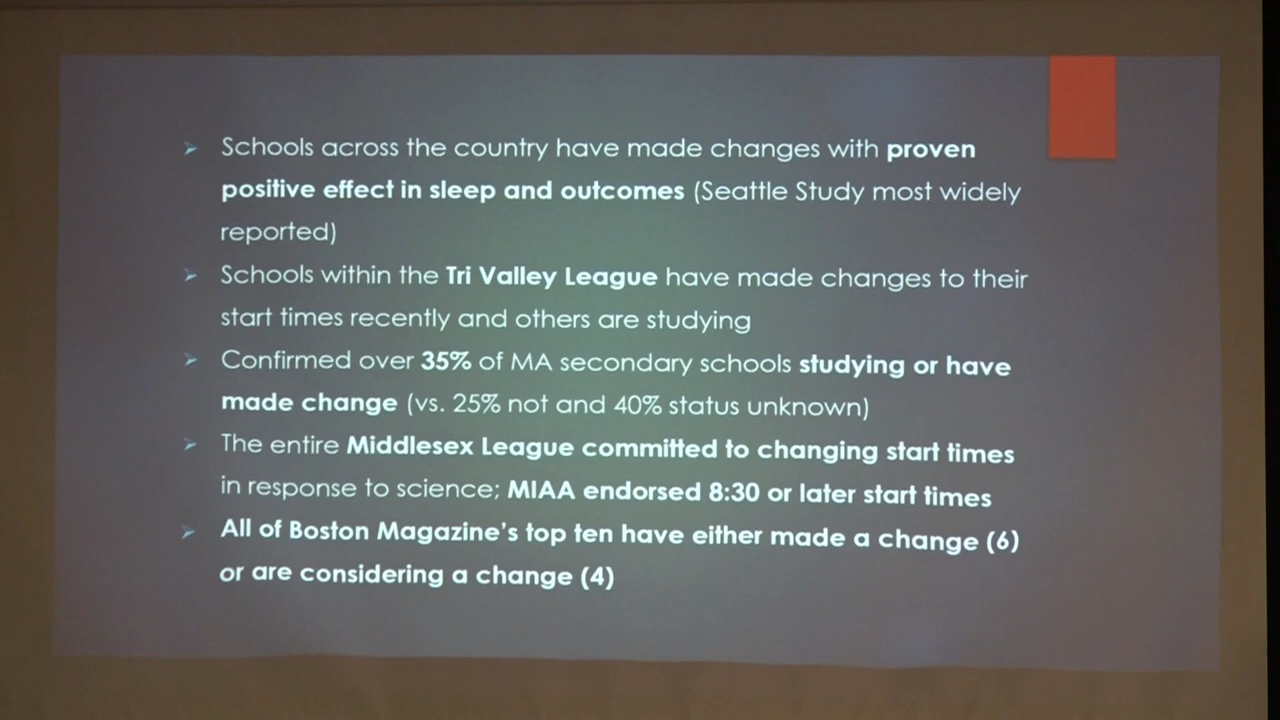 Schools across the country have made changes with proven
positive effect in sleep and outcomes (Seattle Study most widely
reported)
Schools within the Tri Valley League have made changes to their
start times recently and others are studying
Confirmed over 35% of MA secondary schools studying or have
made change (vs. 25% not and 40% status unknown)
The entire Middlesex League committed to changing start times
in response to science; MIAA endorsed 8:30 or later start times
All of Boston Magazine's top ten have either made a change (6)
or are considering a change (4)